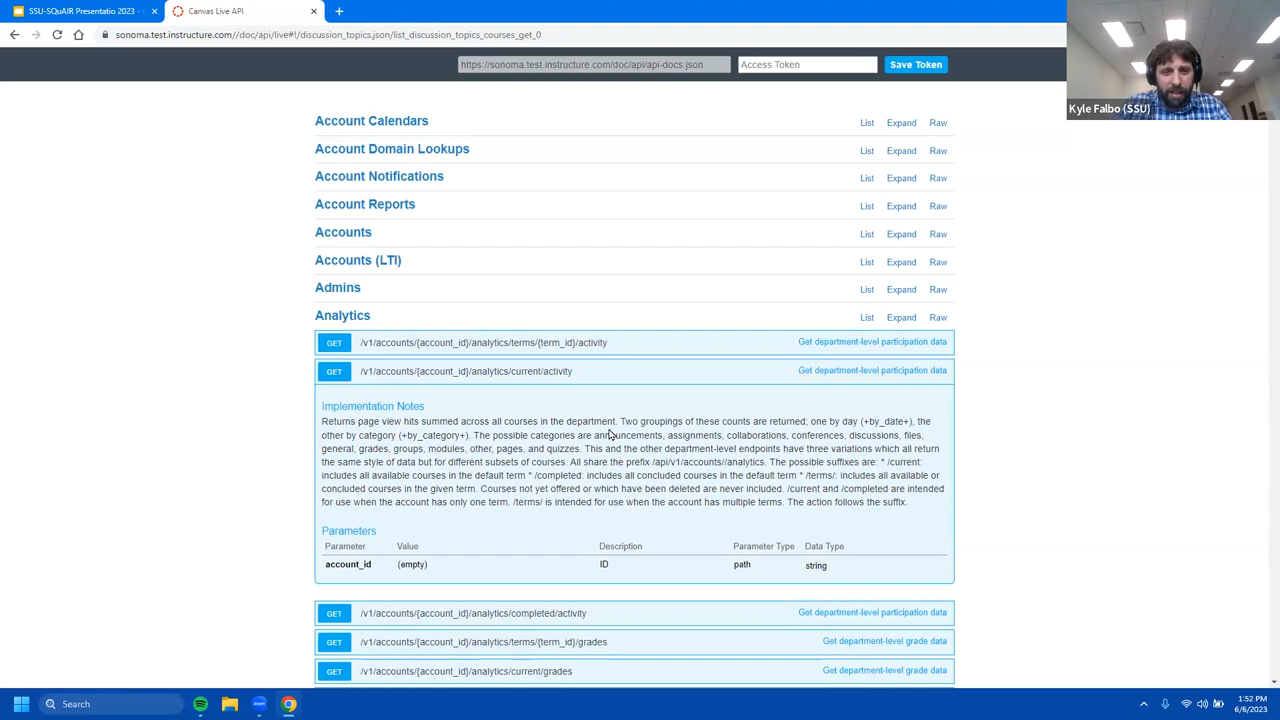 SSU-SQuAIR Presentatio 2023 -
Canvas Live API
sonoma.test.instructure.com//doc/api/live#!/discussion_topics.json/list_discussion_topics_courses_get_0
https://sonoma.test.instructure.com/doc/api/api-docs.json
Access Token
Save Token
Kyle Falbo (SSU)
Account Calendars List Expand Raw
Account Domain Lookups List Expand Raw
Account Notifications List Expand Raw
Account Reports List Expand Raw
Accounts List Expand Raw
Accounts (LTI) List Expand Raw
Admins List Expand Raw
Analytics List Expand Raw
GET /v1/accounts/{account_id}/analytics/terms/{term_id}/activity Get department-level participation data
GET /v1/accounts/{account_id}/analytics/current/activity Get department-level participation data
Implementation Notes
Returns page view hits summed across all courses in the department. Two groupings of these counts are returned; one by day (+by_date+), the
other by category (+by_category+). The possible categories are announcements, assignments, collaborations, conferences, discussions, files,
general, grades, groups, modules, other, pages, and quizzes. This and the other department-level endpoints have three variations which all return
the same style of data but for different subsets of courses. All share the prefix /api/v1/accounts//analytics. The possible suffixes are: * /current:
includes all available courses in the default term * /completed: includes all concluded courses in the default term * /terms/: includes all available or
concluded courses in the given term. Courses not yet offered or which have been deleted are never included. /current and /completed are intended
for use when the account has only one term. /terms/ is intended for use when the account has multiple terms. The action follows the suffix.
Parameters
Parameter Value Description Parameter Type Data Type
account_id (empty) ID path string
GET /v1/accounts/{account_id}/analytics/completed/activity Get department-level participation data
GET /v1/accounts/{account_id}/analytics/terms/{term_id}/grades Get department-level grade data
GET /v1/accounts/{account_id}/analytics/current/grades Get department-level grade data
Search
1:52 PM
6/6/2023